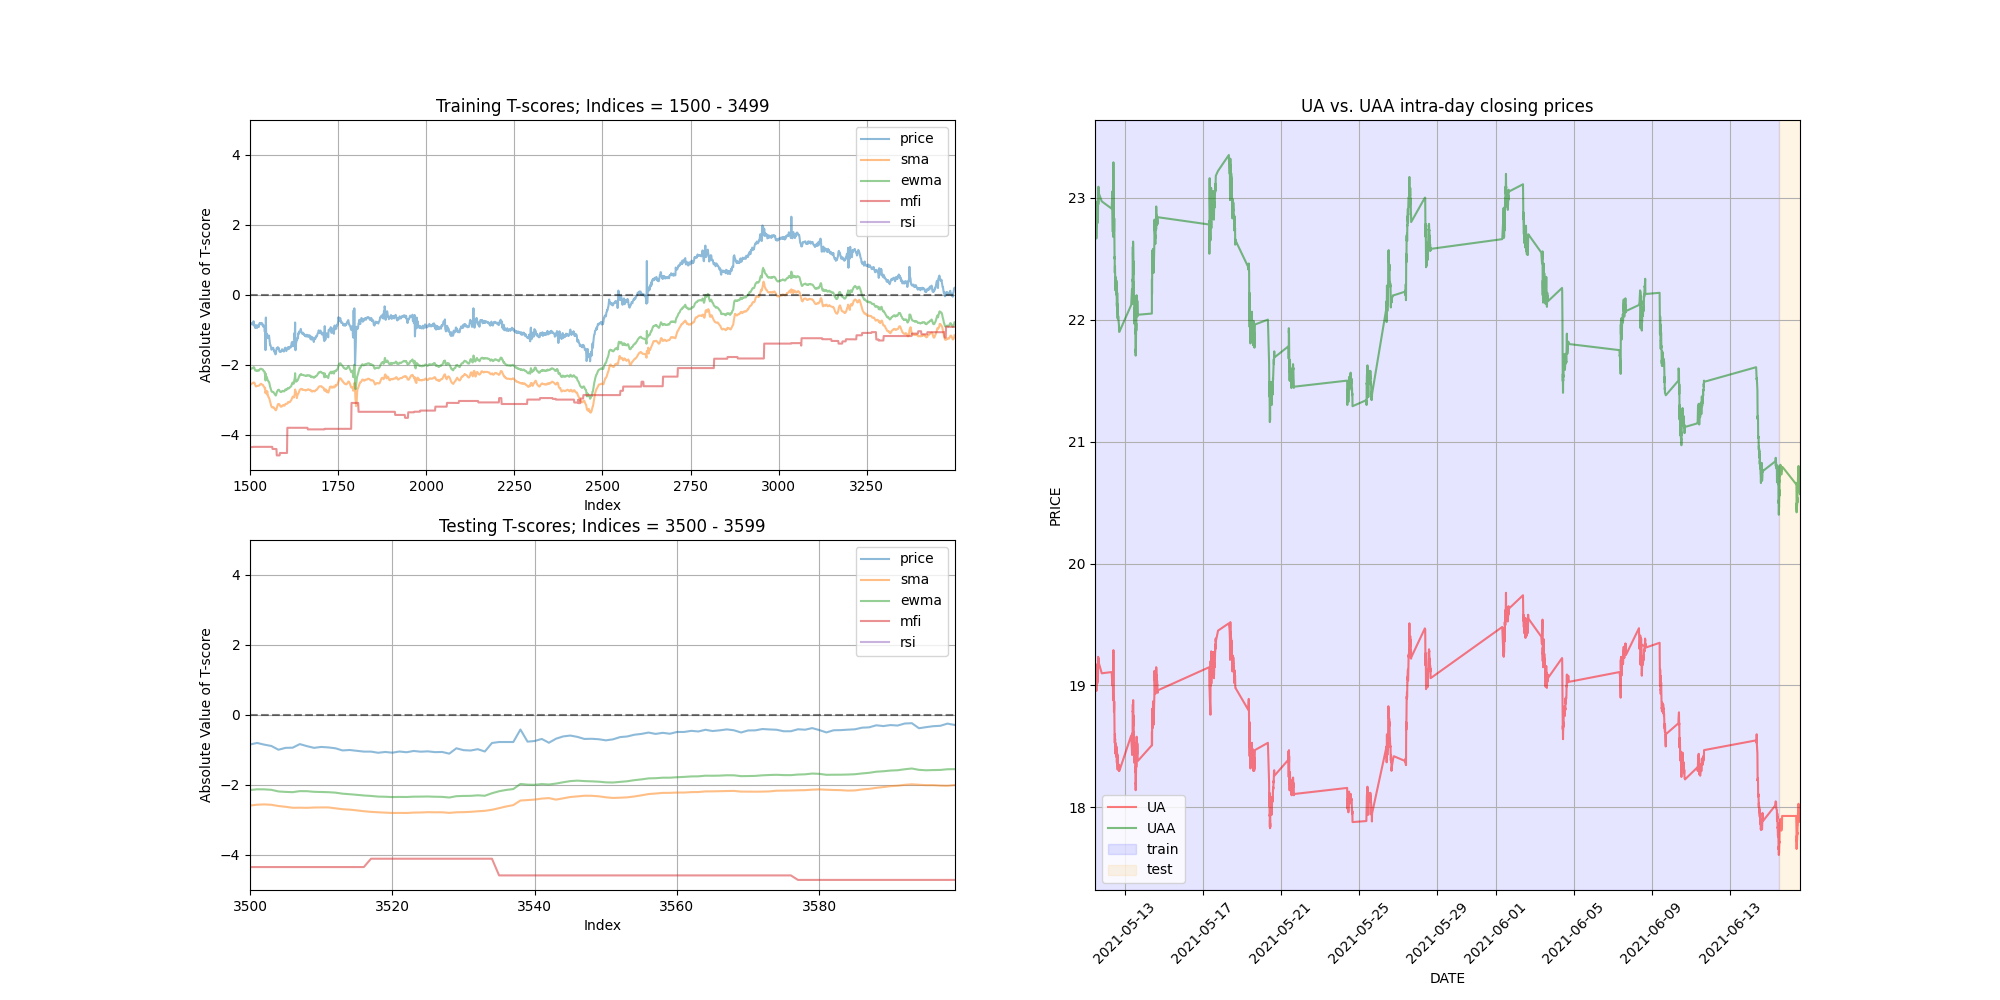 Training T-scores; Indices = 1500 - 3499
Absolute Value of T-score
4
2
0
−2
−4
price
sma
ewma
mfi
rsi
1500 1750 2000 2250 2500 2750 3000 3250
Index
Testing T-scores; Indices = 3500 - 3599
Absolute Value of T-score
4
2
0
−2
−4
price
sma
ewma
mfi
rsi
3500 3520 3540 3560 3580
Index
UA vs. UAA intra-day closing prices
PRICE
23
22
21
20
19
18
UA
UAA
train
test
2021-05-13 2021-05-17 2021-05-21 2021-05-25 2021-05-29 2021-06-01 2021-06-05 2021-06-09 2021-06-13
DATE